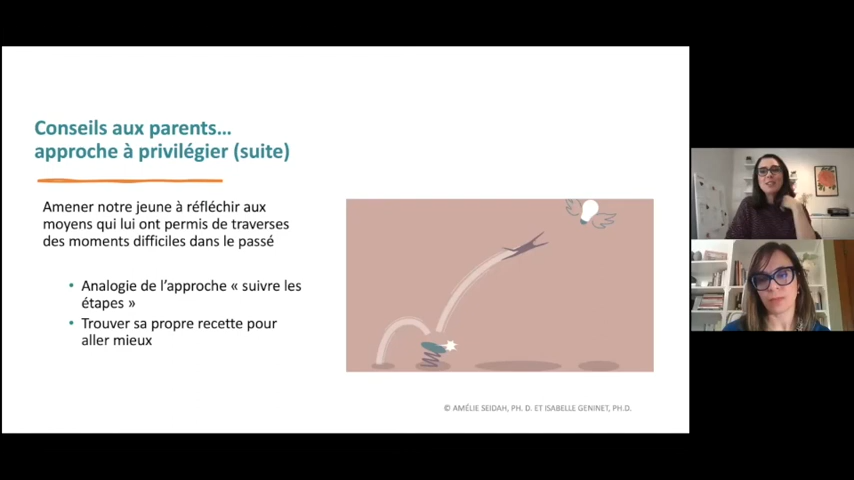 Conseils aux parents…
approche à privilégier (suite)
Amener notre jeune à réfléchir aux
moyens qui lui ont permis de traverses
des moments difficiles dans le passé
• Analogie de l'approche « suivre les
étapes »
• Trouver sa propre recette pour
aller mieux
© AMÉLIE SEIDAH, PH. D. ET ISABELLE GENINET, PH.D.